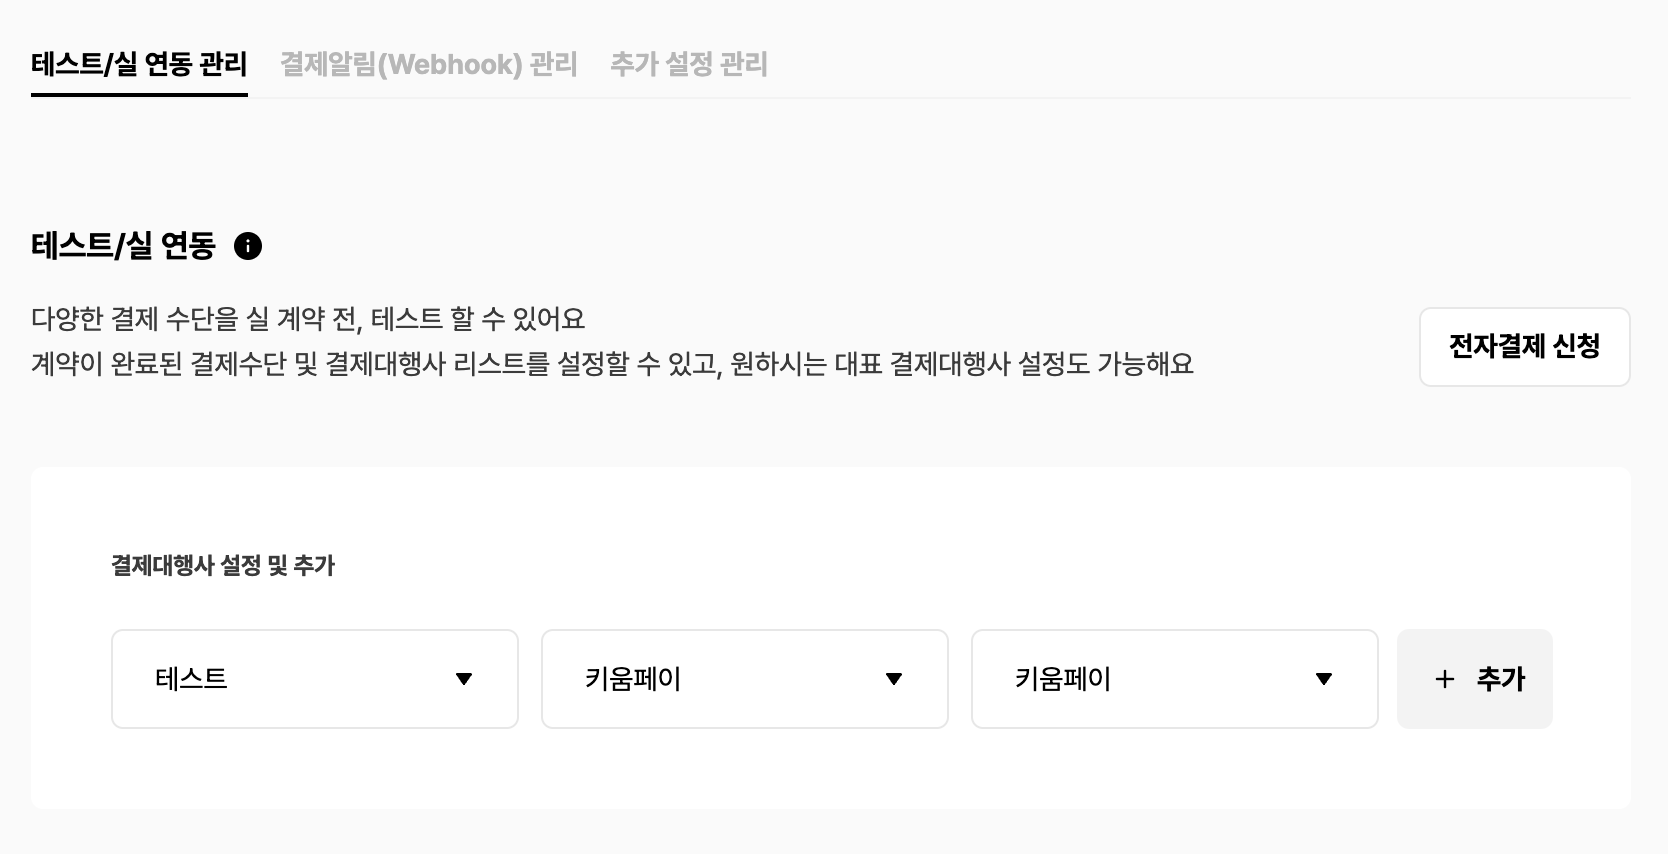 테스트/실 연동 관리 결제알림(Webhook) 관리 추가 설정 관리
테스트/실 연동
다양한 결제 수단을 실 계약 전, 테스트 할 수 있어요
계약이 완료된 결제수단 및 결제대행사 리스트를 설정할 수 있고, 원하시는 대표 결제대행사 설정도 가능해요
전자결제 신청
결제대행사 설정 및 추가
테스트 키움페이 키움페이 + 추가